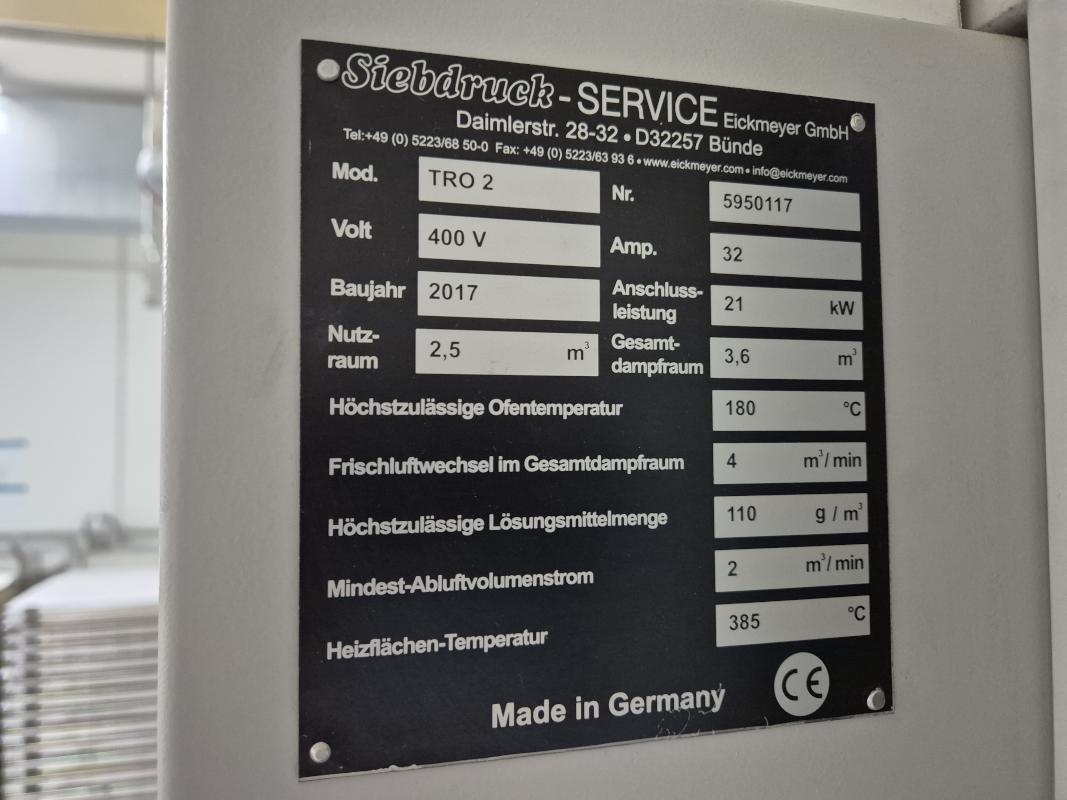 Siebdruck - SERVICE Eickmeyer GmbH
Daimlerstr. 28-32 • D32257 Bünde
Tel:+49 (0) 5223/68 50-0 Fax: +49 (0) 5223/63 93 6 • www.eickmeyer.com • info@eickmeyer.com
Mod. TRO 2 Nr. 5950117
Volt 400 V Amp. 32
Baujahr 2017 Anschluss-
leistung 21 kW
Nutz-
raum 2,5 m³ Gesamt-
dampfraum 3,6 m³
Höchstzulässige Ofentemperatur 180 °C
Frischluftwechsel im Gesamtdampfraum 4 m³/ min
Höchstzulässige Lösungsmittelmenge 110 g / m³
Mindest-Abluftvolumenstrom 2 m³/ min
Heizflächen-Temperatur 385 °C
Made in Germany CE